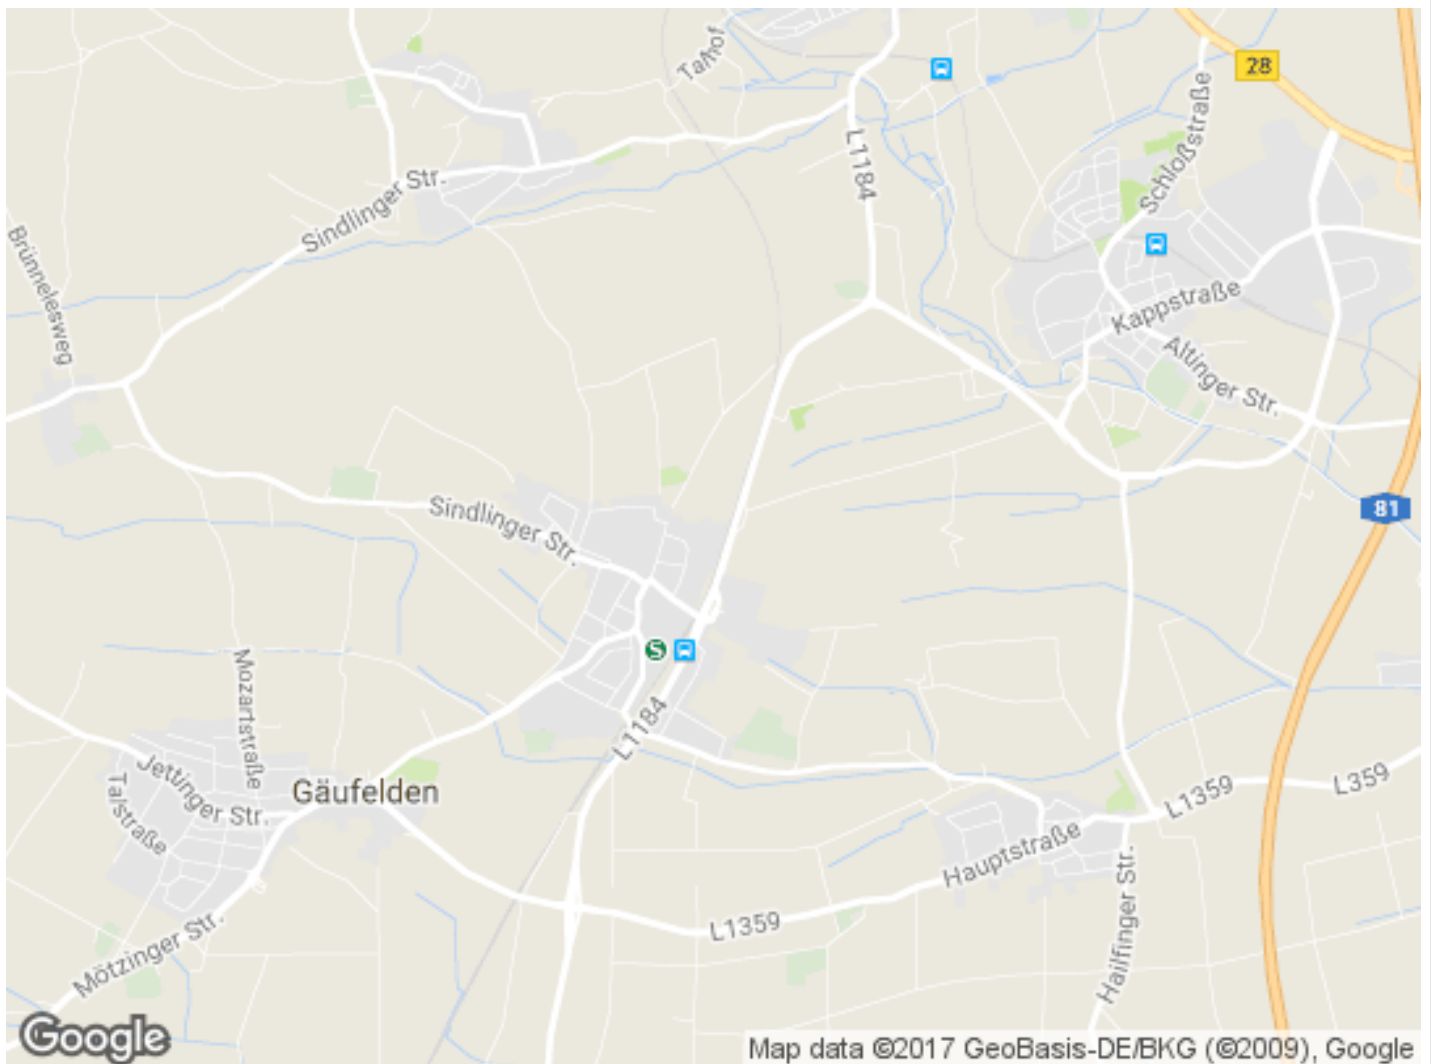 Talhof
28
L1184
Schloßstraße
Sindlinger Str.
Brünnelesweg
Kappstraße
Altinger Str.
Sindlinger Str.
81
S
Mozartstraße
L1184
Jettinger Str.
Talstraße
Gäufelden
L1359
L359
Hauptstraße
Hailfinger Str.
L1359
Mötzinger Str.
Google
Map data ©2017 GeoBasis-DE/BKG (©2009), Google